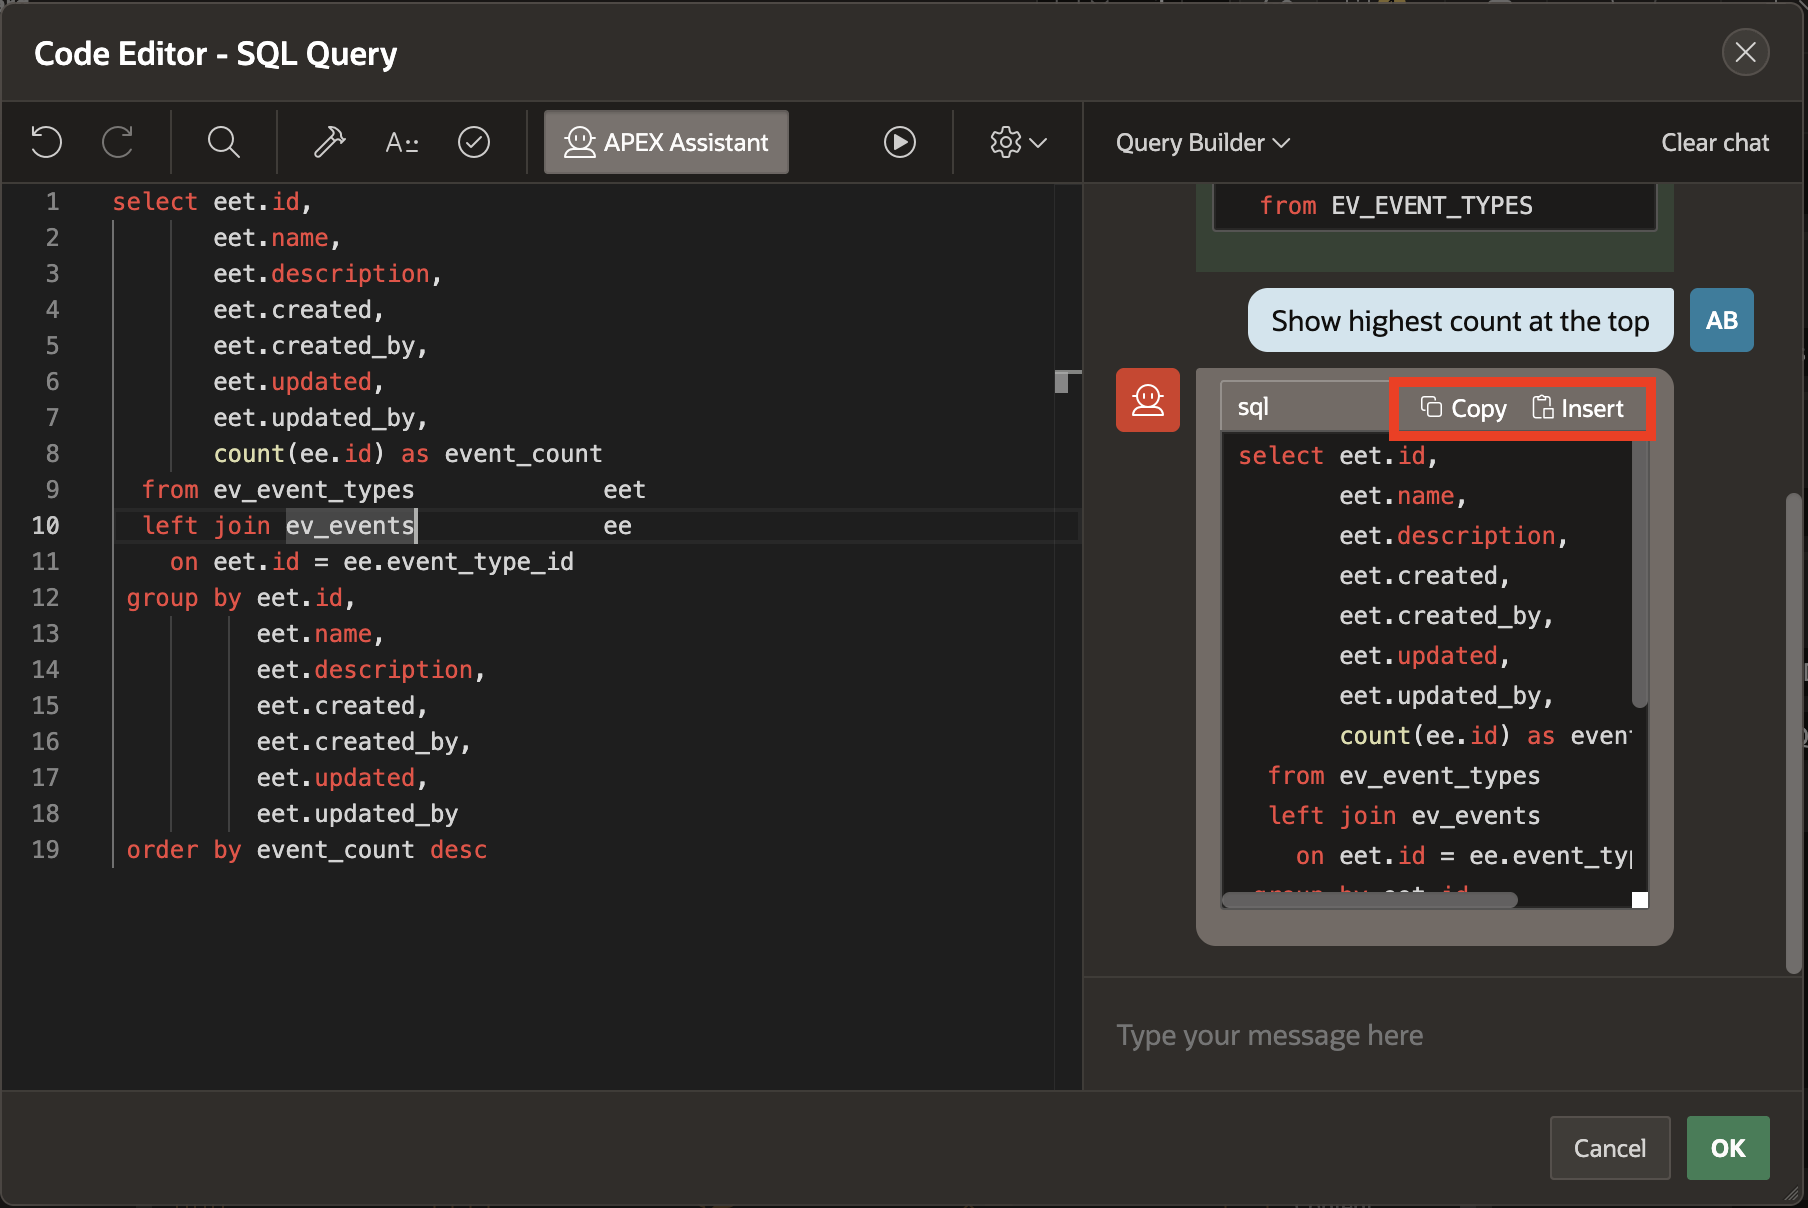 Code Editor - SQL Query
APEX Assistant
Query Builder
Clear chat
1 select eet.id,
2 eet.name,
3 eet.description,
4 eet.created,
5 eet.created_by,
6 eet.updated,
7 eet.updated_by,
8 count(ee.id) as event_count
9 from ev_event_types eet
10 left join ev_events ee
11 on eet.id = ee.event_type_id
12 group by eet.id,
13 eet.name,
14 eet.description,
15 eet.created,
16 eet.created_by,
17 eet.updated,
18 eet.updated_by
19 order by event_count desc
from EV_EVENT_TYPES
Show highest count at the top
AB
sql Copy Insert
select eet.id,
eet.name,
eet.description,
eet.created,
eet.created_by,
eet.updated,
eet.updated_by,
count(ee.id) as even
from ev_event_types
left join ev_events
on eet.id = ee.event_ty
group by eet.id
Type your message here
Cancel
OK